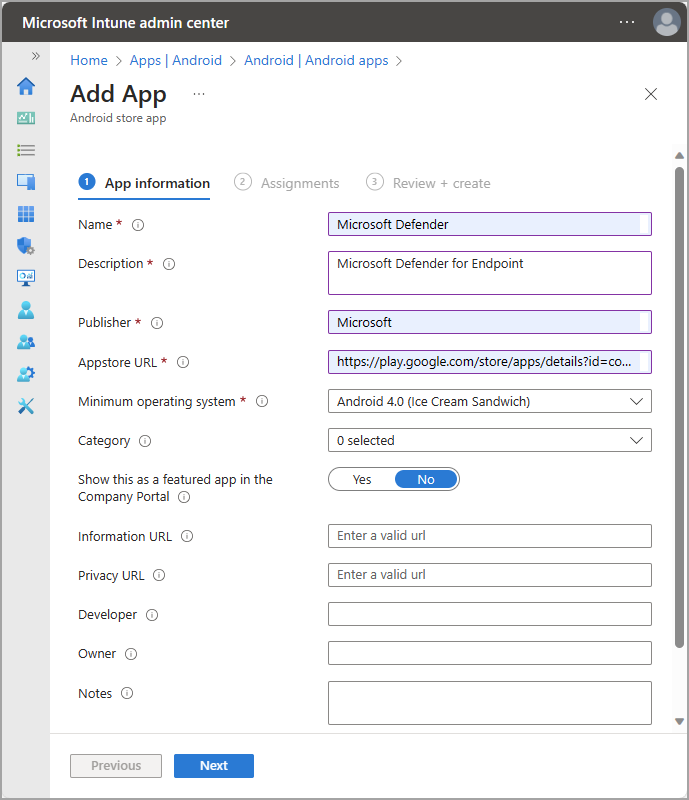 Microsoft Intune admin center
Home > Apps | Android > Android | Android apps >
Add App
Android store app
1 App information
2 Assignments
3 Review + create
Name *
Microsoft Defender
Description *
Microsoft Defender for Endpoint
Publisher *
Microsoft
Appstore URL *
https://play.google.com/store/apps/details?id=co...
Minimum operating system *
Android 4.0 (Ice Cream Sandwich)
Category
0 selected
Show this as a featured app in the
Company Portal
Yes No
Information URL
Enter a valid url
Privacy URL
Enter a valid url
Developer
Owner
Notes
Previous
Next